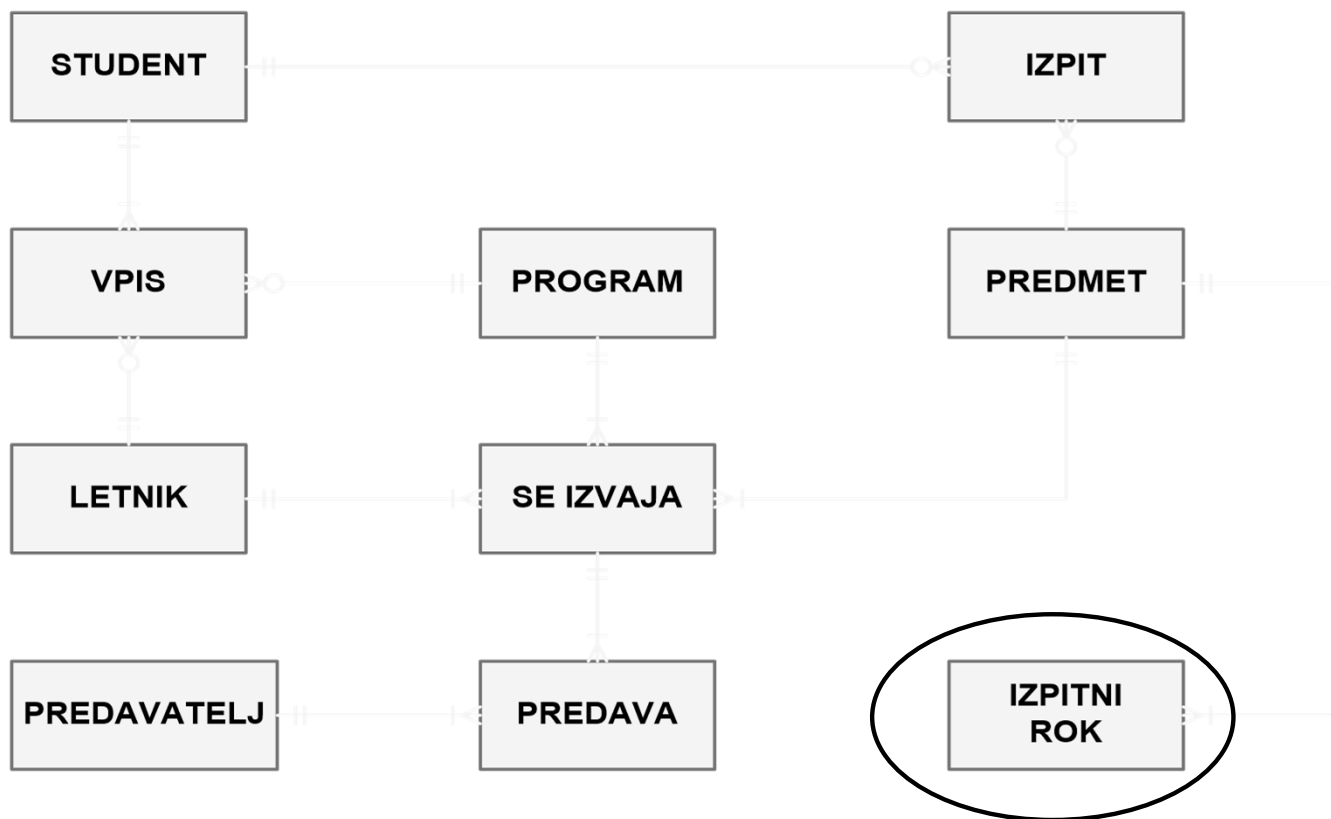 STUDENT
IZPIT
VPIS
PROGRAM
PREDMET
LETNIK
SE IZVAJA
PREDAVATELJ
PREDAVA
IZPITNI
ROK